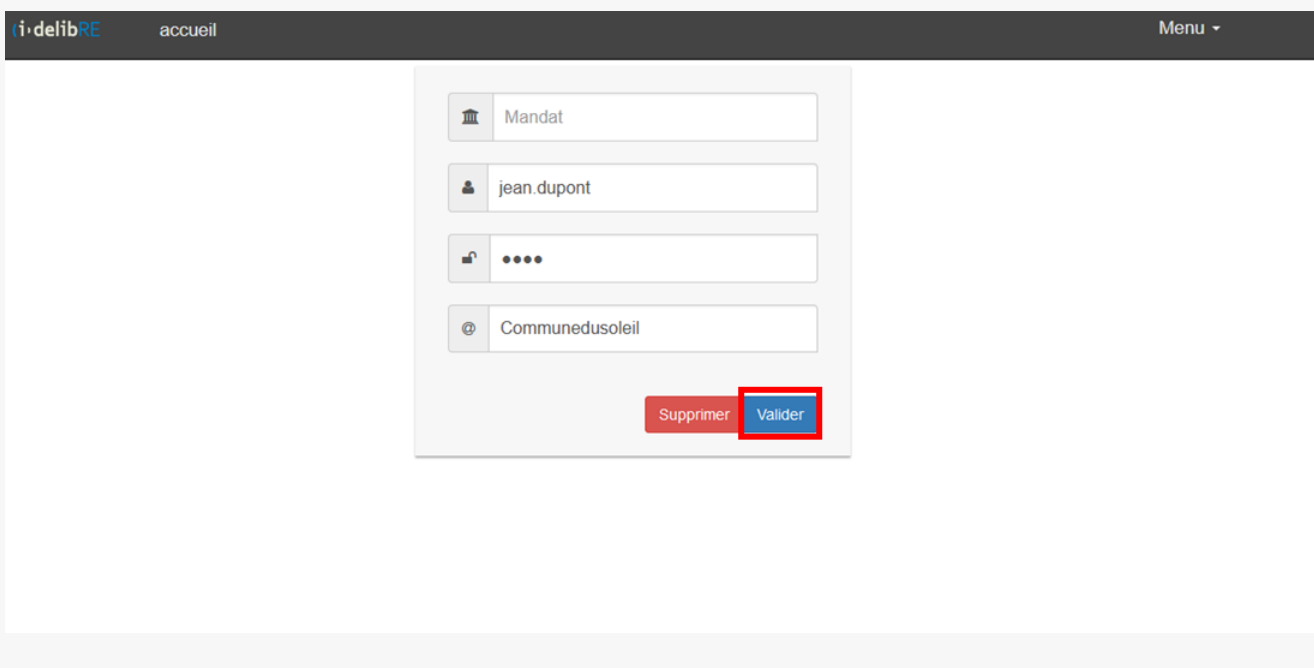 i·delibRE accueil Menu
Mandat
jean.dupont
••••
@ Communedusoleil
Supprimer Valider